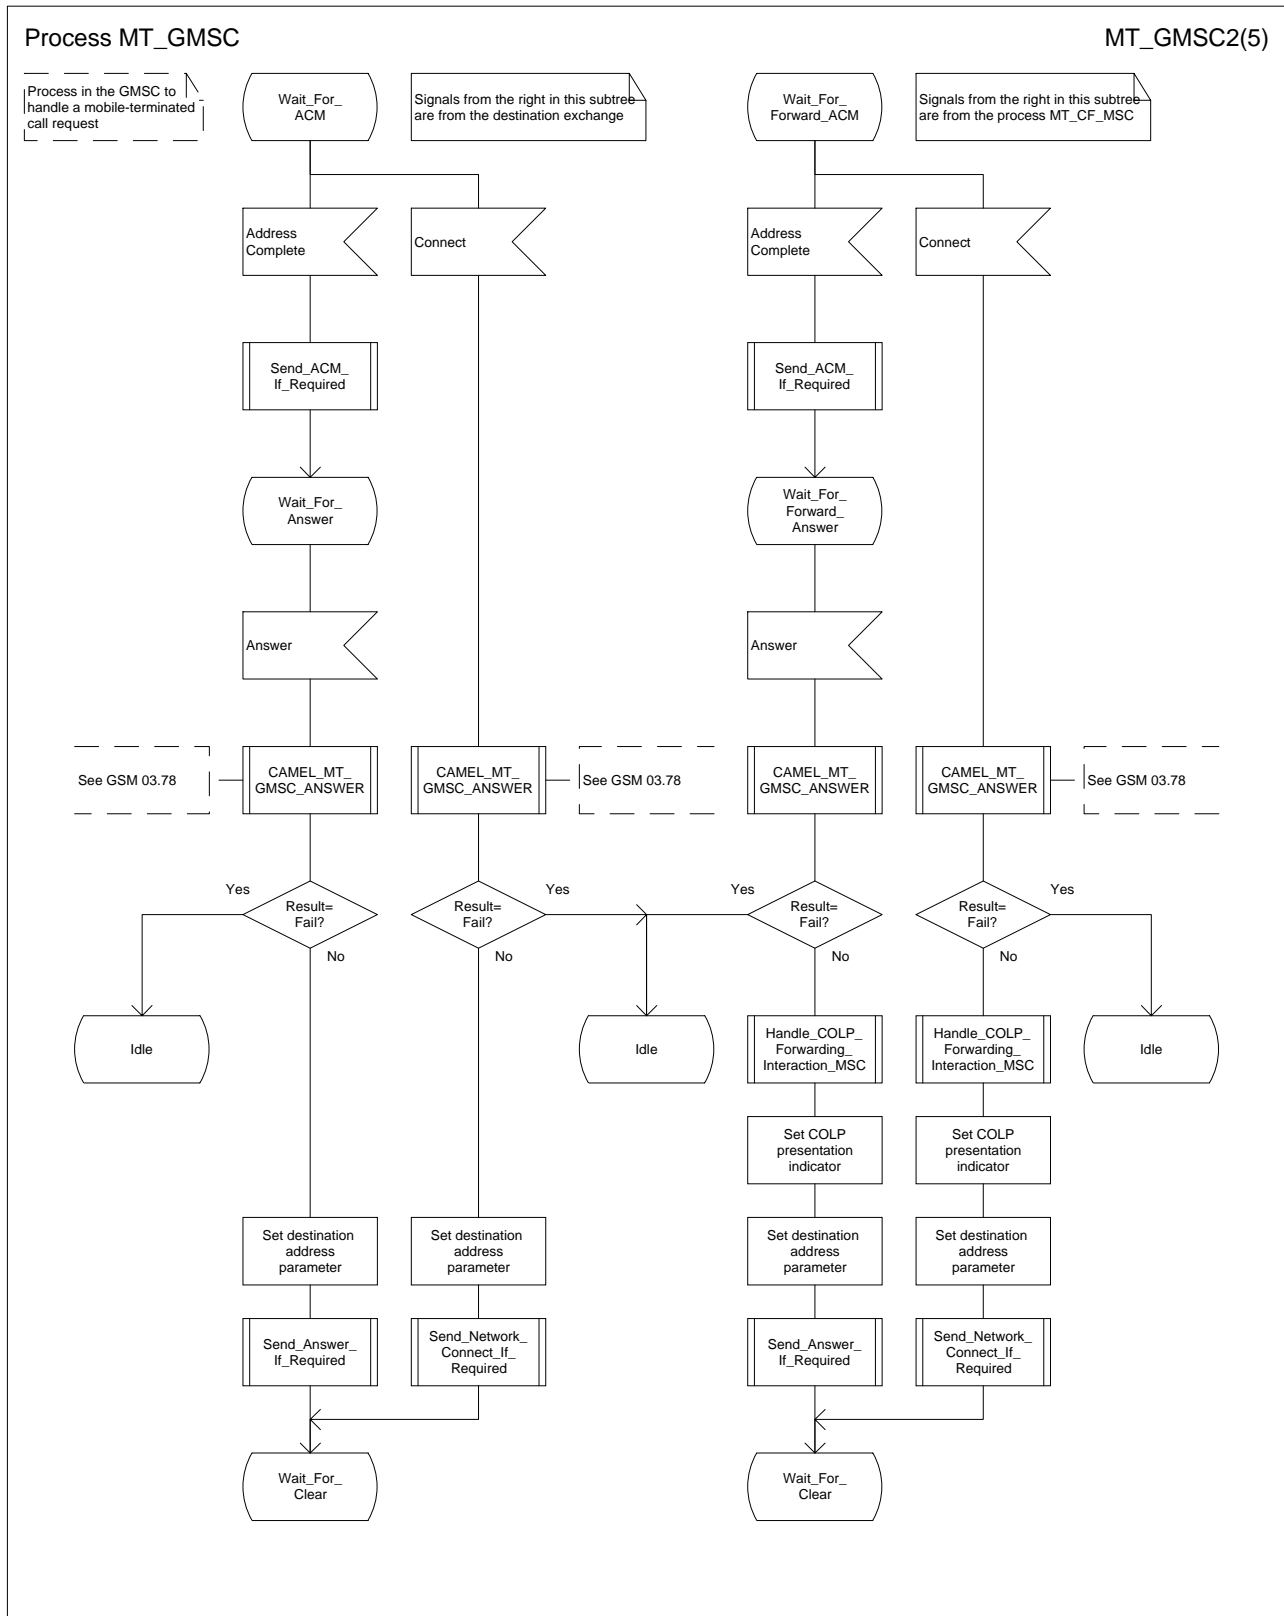 Process MT_GMSC
MT_GMSC2(5)
Process in the GMSC to
handle a mobile-terminated
call request
Wait_For_
ACM
Signals from the right in this subtree
are from the destination exchange
Wait_For_
Forward_ACM
Signals from the right in this subtree
are from the process MT_CF_MSC
Address
Complete
Connect
Address
Complete
Connect
Send_ACM_
If_Required
Send_ACM_
If_Required
Wait_For_
Answer
Wait_For_
Forward_
Answer
Answer
Answer
See GSM 03.78
CAMEL_MT_
GMSC_ANSWER
CAMEL_MT_
GMSC_ANSWER
See GSM 03.78
CAMEL_MT_
GMSC_ANSWER
CAMEL_MT_
GMSC_ANSWER
See GSM 03.78
Yes
Result=
Fail?
No
Result=
Fail?
Yes
No
Yes
Result=
Fail?
No
Result=
Fail?
Yes
No
Idle
Idle
Handle_COLP_
Forwarding_
Interaction_MSC
Handle_COLP_
Forwarding_
Interaction_MSC
Idle
Set COLP
presentation
indicator
Set COLP
presentation
indicator
Set destination
address
parameter
Set destination
address
parameter
Set destination
address
parameter
Set destination
address
parameter
Send_Answer_
If_Required
Send_Network_
Connect_If_
Required
Send_Answer_
If_Required
Send_Network_
Connect_If_
Required
Wait_For_
Clear
Wait_For_
Clear